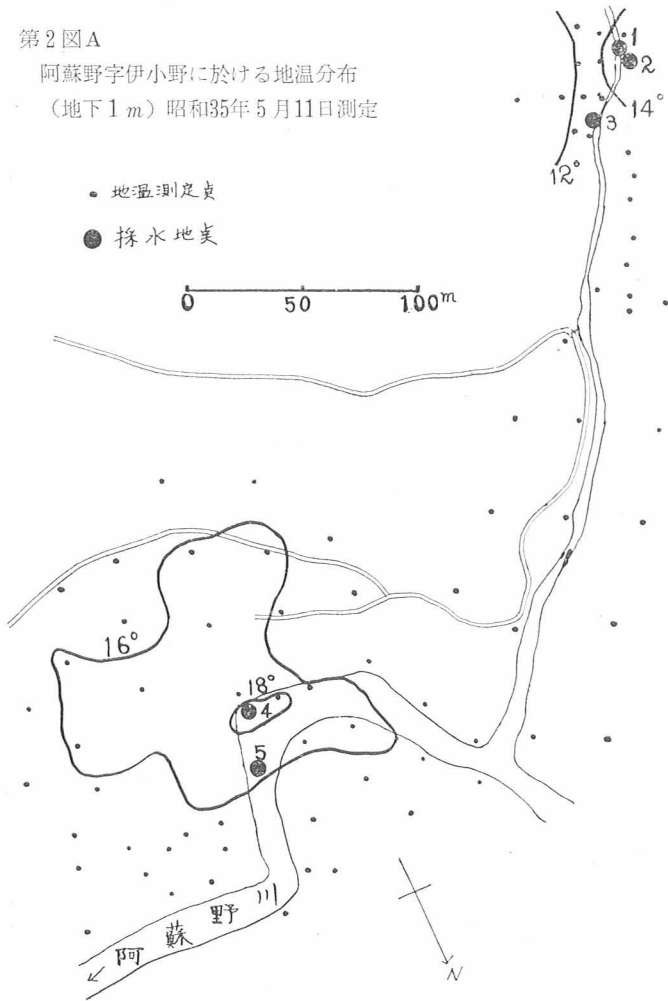 第2図A
阿蘇野字伊小野に於ける地温分布
(地下1m)昭和35年5月11日測定
地温測定点
採水地点
0 50 100m
1
2
14°
3
12°
16°
18°
4
5
阿蘇野川
N